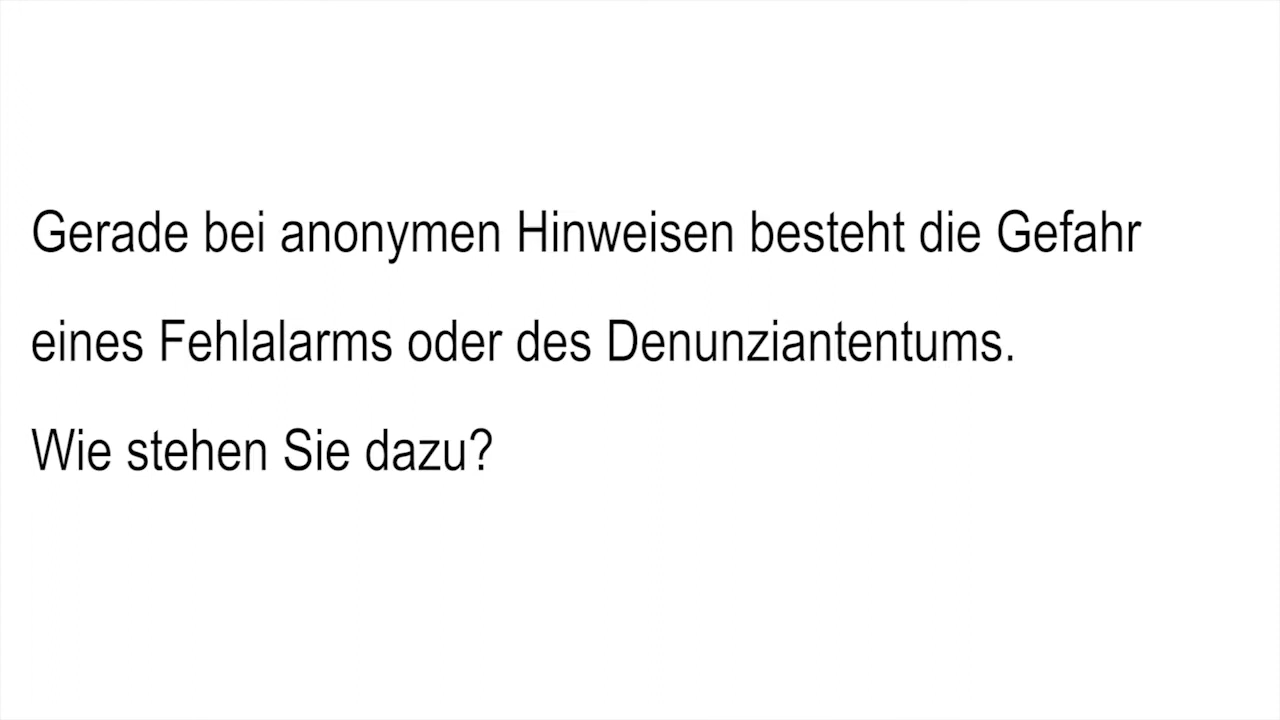 Gerade bei anonymen Hinweisen besteht die Gefahr
eines Fehlalarms oder des Denunziantentums.
Wie stehen Sie dazu?